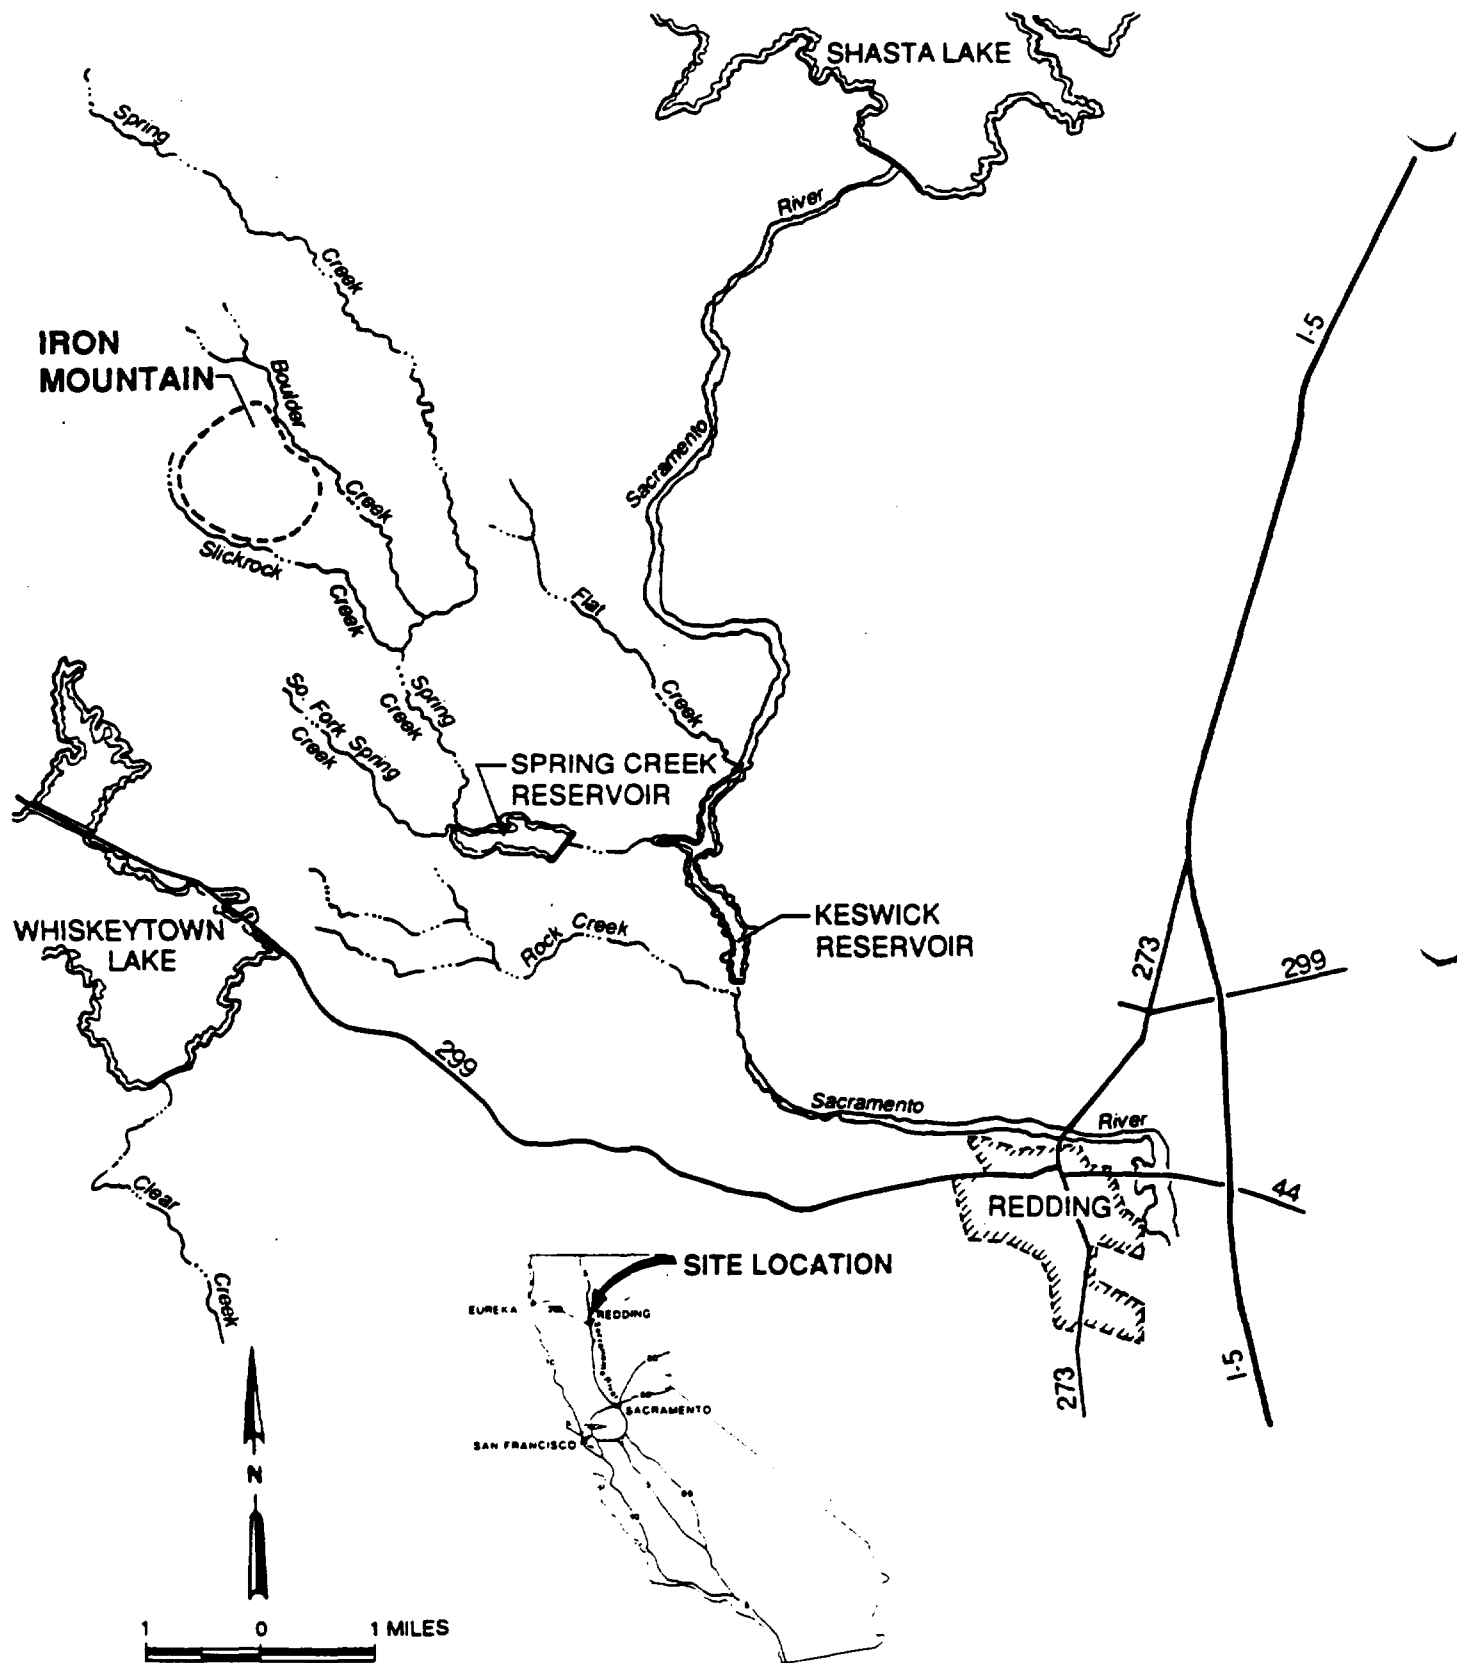 SHASTA LAKE
Spring
Creek
River
I-5
IRON
MOUNTAIN
Boulder
Creek
Sacramento
Slickrock
Creek
Flat
Creek
Spring
Creek
So. Fork Spring
Creek
SPRING CREEK
RESERVOIR
KESWICK
RESERVOIR
WHISKEYTOWN
LAKE
Rock Creek
273
299
299
Sacramento
River
Clear
Creek
REDDING
44
SITE LOCATION
EUREKA
REDDING
SACRAMENTO
SAN FRANCISCO
273
I-5
N
1 0 1 MILES